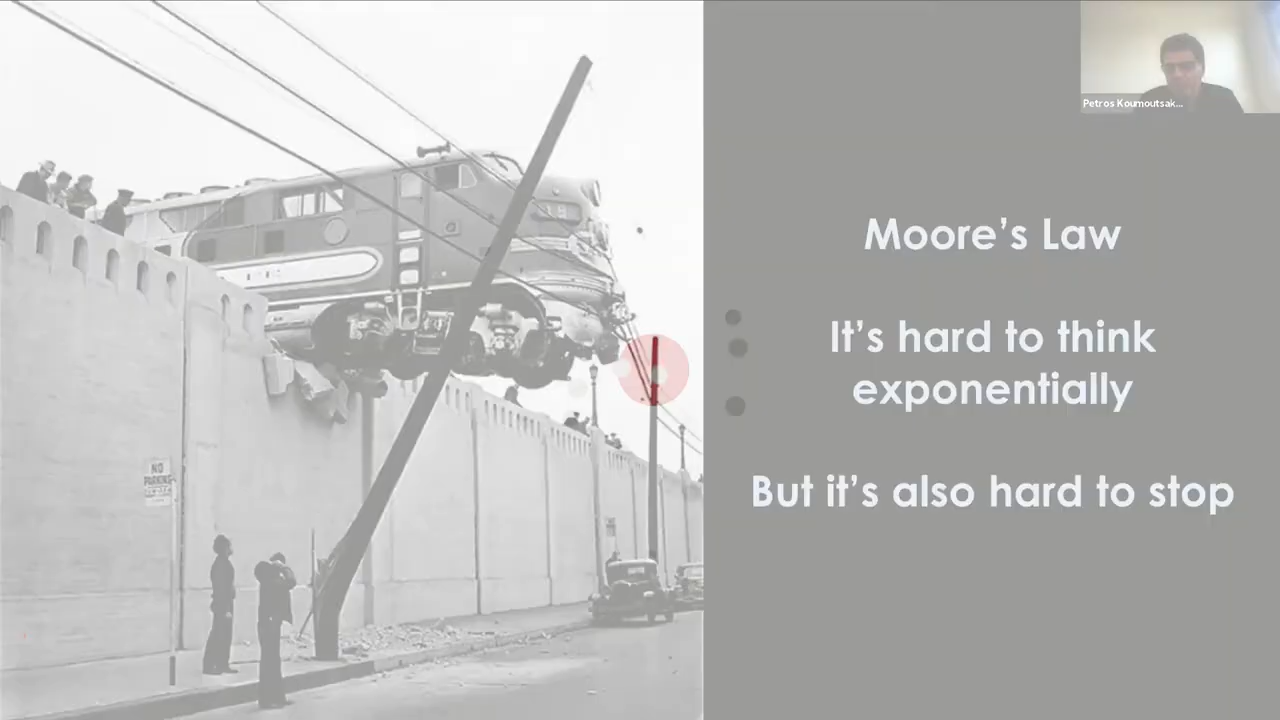 Petros Koumoutsak...
Moore's Law
It's hard to think
exponentially
But it's also hard to stop
NO
PARKING